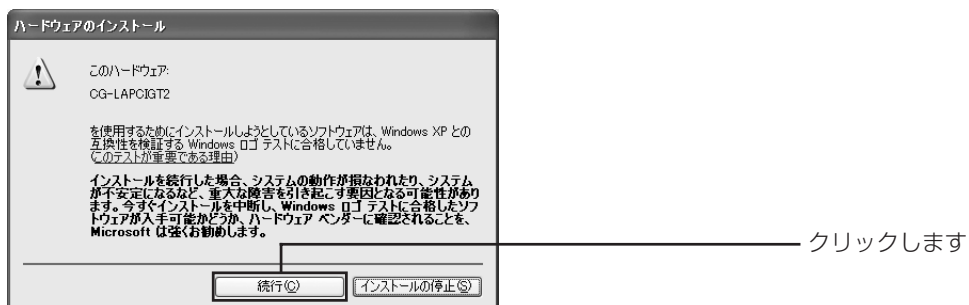 ハードウェアのインストール
このハードウェア:
CG-LAPCIGT2
を使用するためにインストールしようとしているソフトウェアは、Windows XP との
互換性を検証する Windows ロゴ テストに合格していません。
(このテストが重要である理由)
インストールを続行した場合、システムの動作が損なわれたり、システム
が不安定になるなど、重大な障害を引き起こす要因となる可能性があり
ます。今すぐインストールを中断し、Windows ロゴ テストに合格したソフ
トウェアが入手可能かどうか、ハードウェア ベンダーに確認されることを、
Microsoft は強くお勧めします。
クリックします
続行(C)
インストールの停止(S)